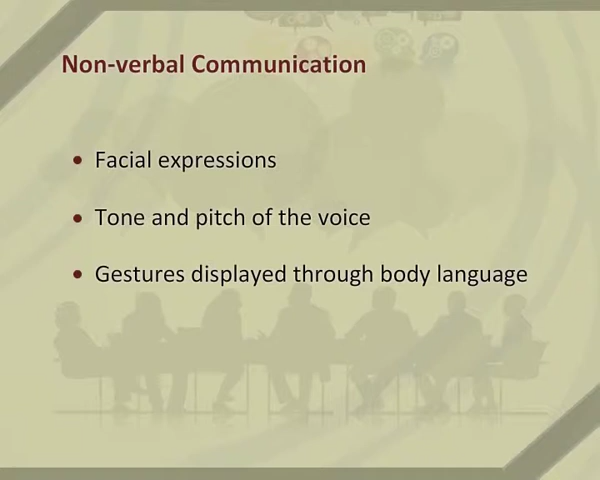 Non-verbal Communication
• Facial expressions
• Tone and pitch of the voice
• Gestures displayed through body language